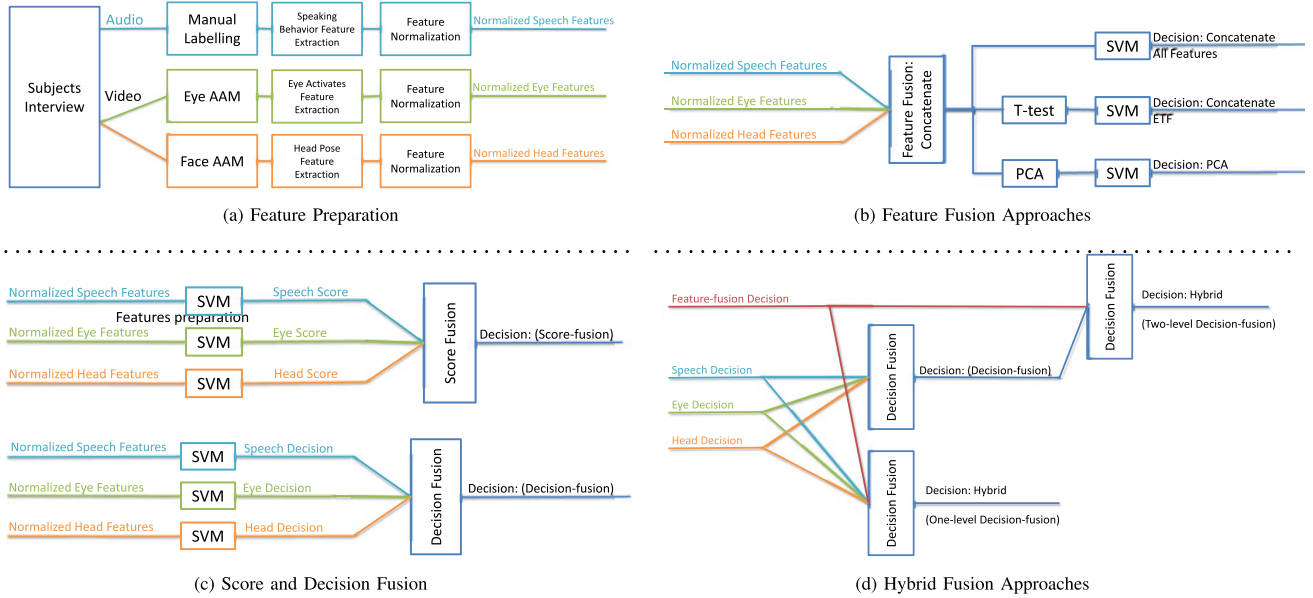 Subjects
Interview
Audio
Video
Manual
Labelling
Speaking
Behavior Feature
Extraction
Feature
Normalization
Normalized Speech Features
Eye AAM
Eye Activates
Feature
Extraction
Feature
Normalization
Normalized Eye Features
Face AAM
Head Pose
Feature
Extraction
Feature
Normalization
Normalized Head Features
(a) Feature Preparation
Normalized Speech Features
Normalized Eye Features
Normalized Head Features
Feature Fusion:
Concatenate
SVM
Decision: Concatenate
All Features
T-test
SVM
Decision: Concatenate
ETF
PCA
SVM
Decision: PCA
(b) Feature Fusion Approaches
Normalized Speech Features
SVM
Speech Score
Features preparation
Normalized Eye Features
SVM
Eye Score
Normalized Head Features
SVM
Head Score
Score Fusion
Decision: (Score-fusion)
Normalized Speech Features
SVM
Speech Decision
Normalized Eye Features
SVM
Eye Decision
Normalized Head Features
SVM
Head Decision
Decision Fusion
Decision: (Decision-fusion)
(c) Score and Decision Fusion
Feature-fusion Decision
Speech Decision
Eye Decision
Head Decision
Decision Fusion
Decision: (Decision-fusion)
Decision Fusion
Decision: Hybrid
(Two-level Decision-fusion)
Decision Fusion
Decision: Hybrid
(One-level Decision-fusion)
(d) Hybrid Fusion Approaches